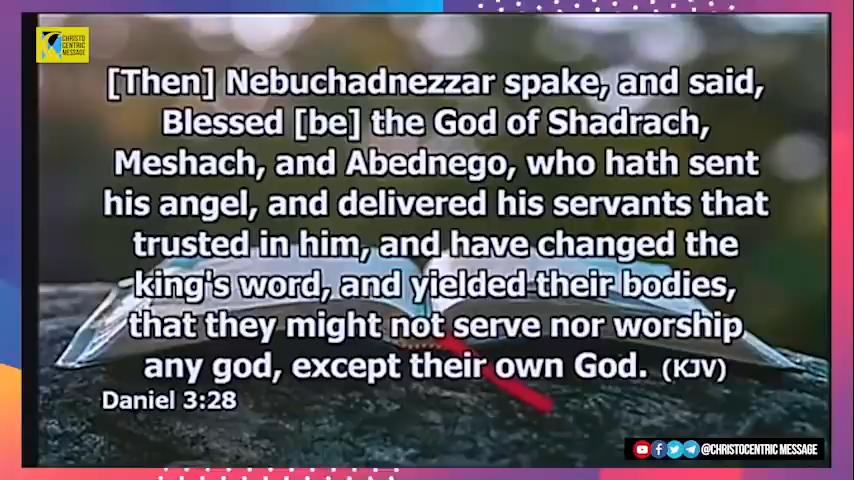 CHRISTO
CENTRIC
MESSAGE
[Then] Nebuchadnezzar spake, and said,
Blessed [be] the God of Shadrach,
Meshach, and Abednego, who hath sent
his angel, and delivered his servants that
trusted in him, and have changed the
king's word, and yielded their bodies,
that they might not serve nor worship
any god, except their own God. (KJV)
Daniel 3:28
@CHRISTOCENTRIC MESSAGE